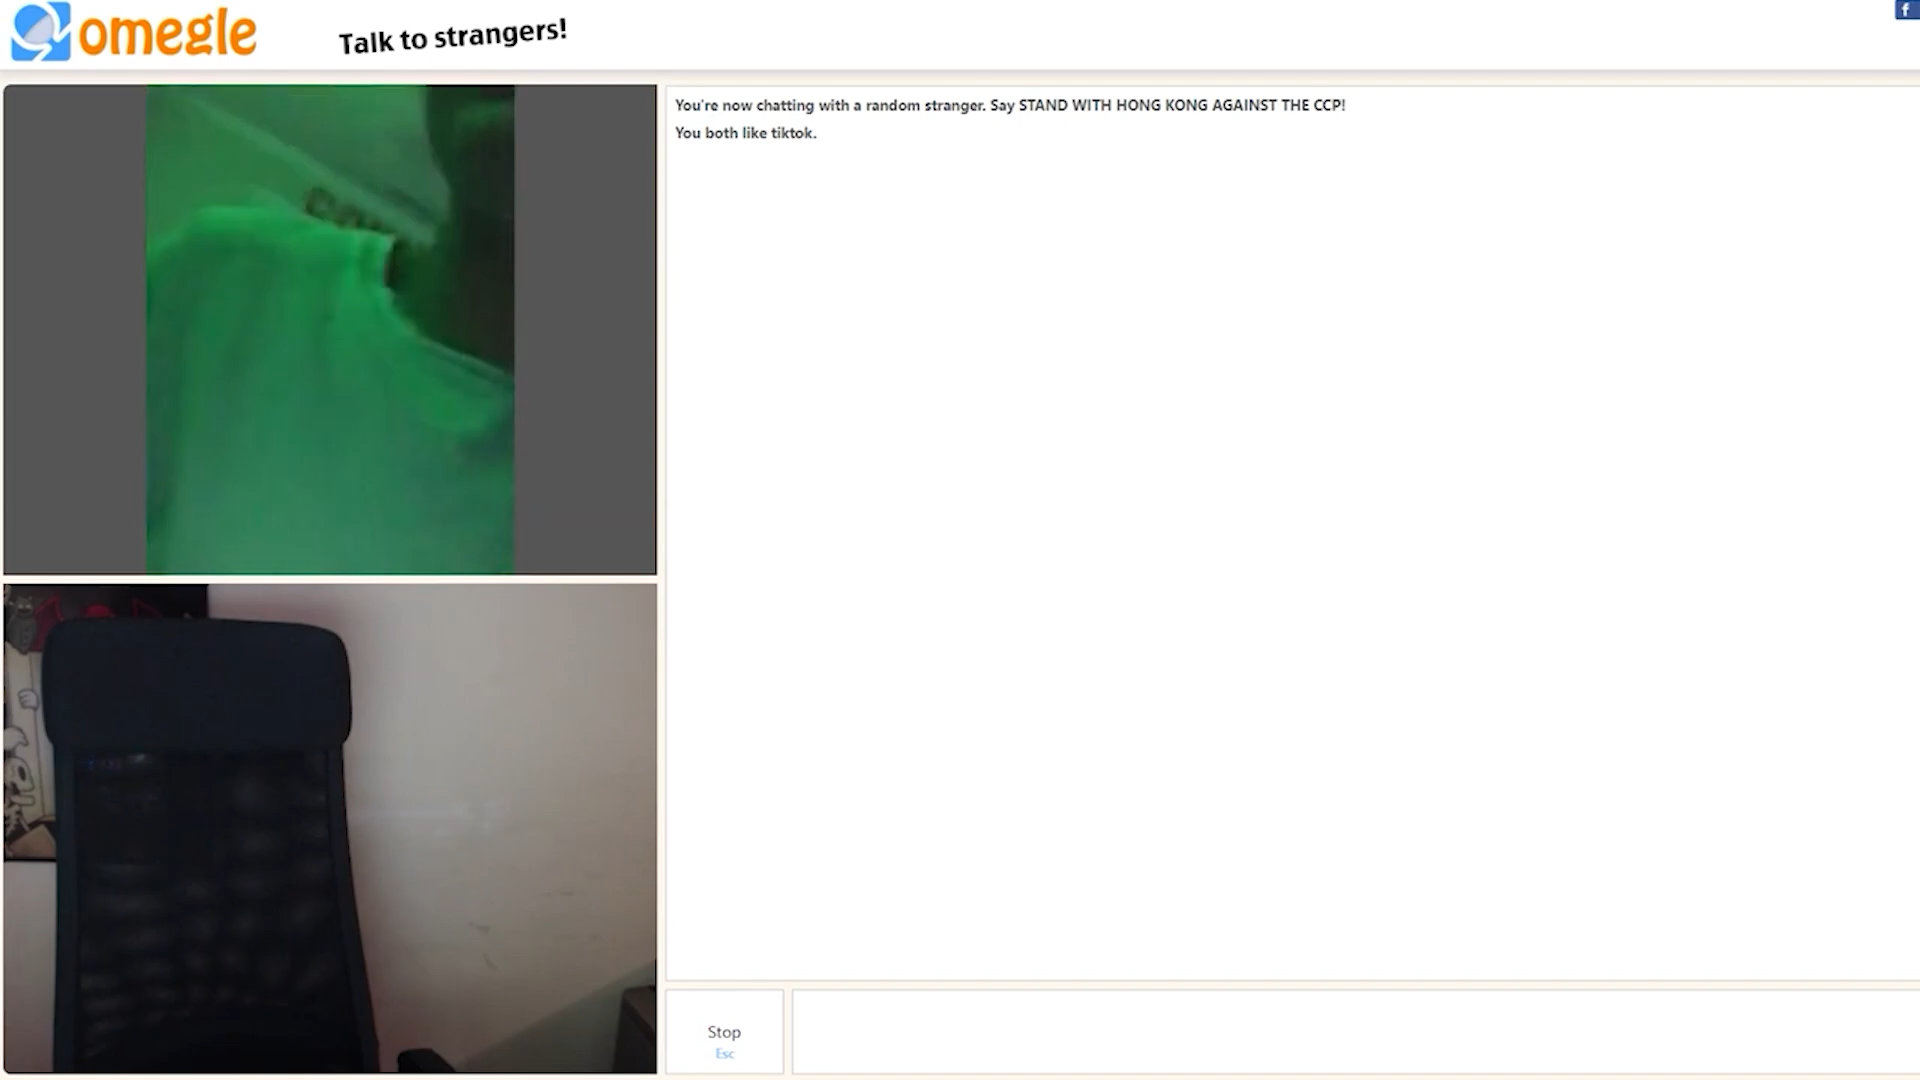 omegle
Talk to strangers!
f
You're now chatting with a random stranger. Say STAND WITH HONG KONG AGAINST THE CCP!
You both like tiktok.
Stop
Esc